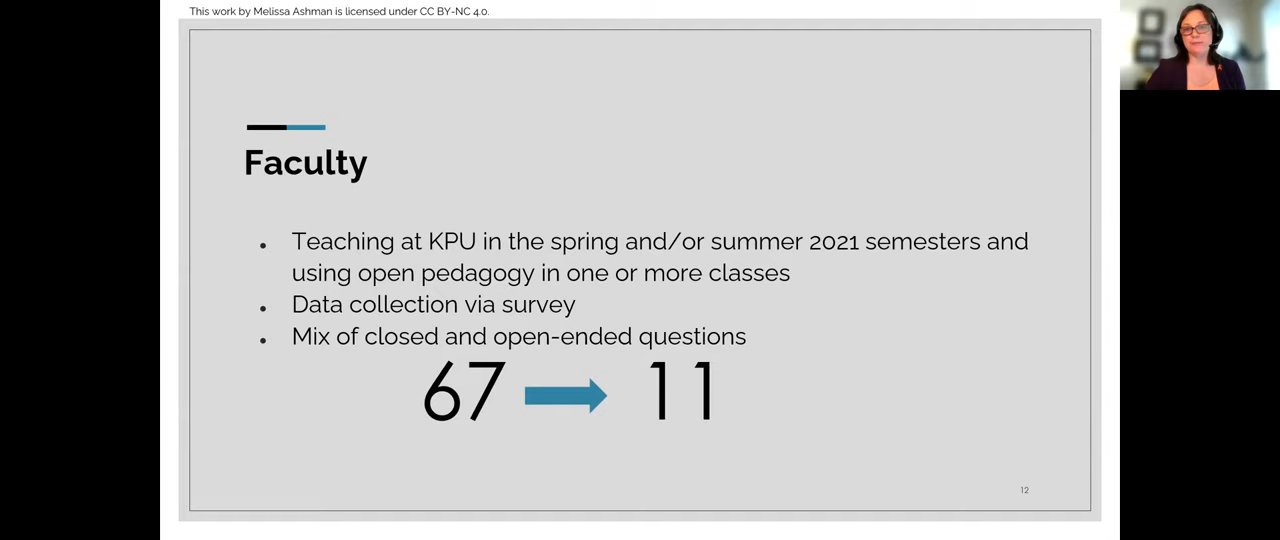 This work by Melissa Ashman is licensed under CC BY-NC 4.0.
Faculty
• Teaching at KPU in the spring and/or summer 2021 semesters and
using open pedagogy in one or more classes
• Data collection via survey
• Mix of closed and open-ended questions
67 11
12